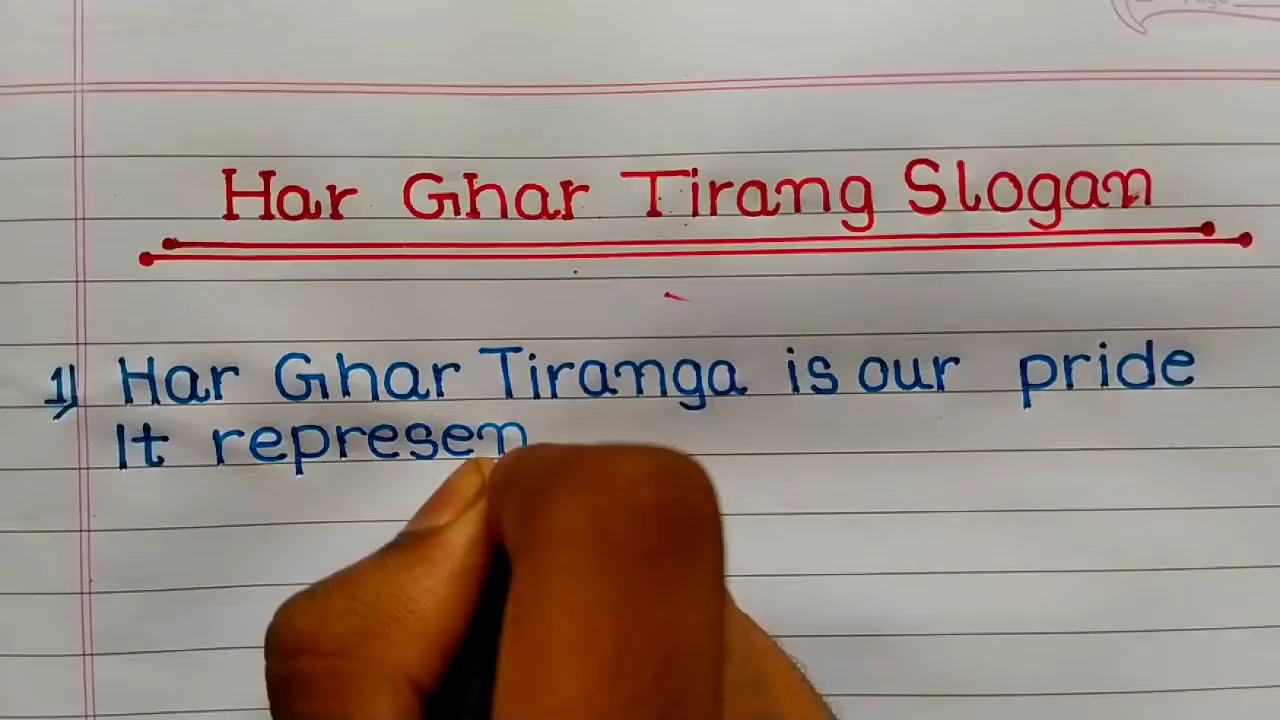 Har Ghar Tirang Slogan
1) Har Ghar Tiranga is our pride
It represen